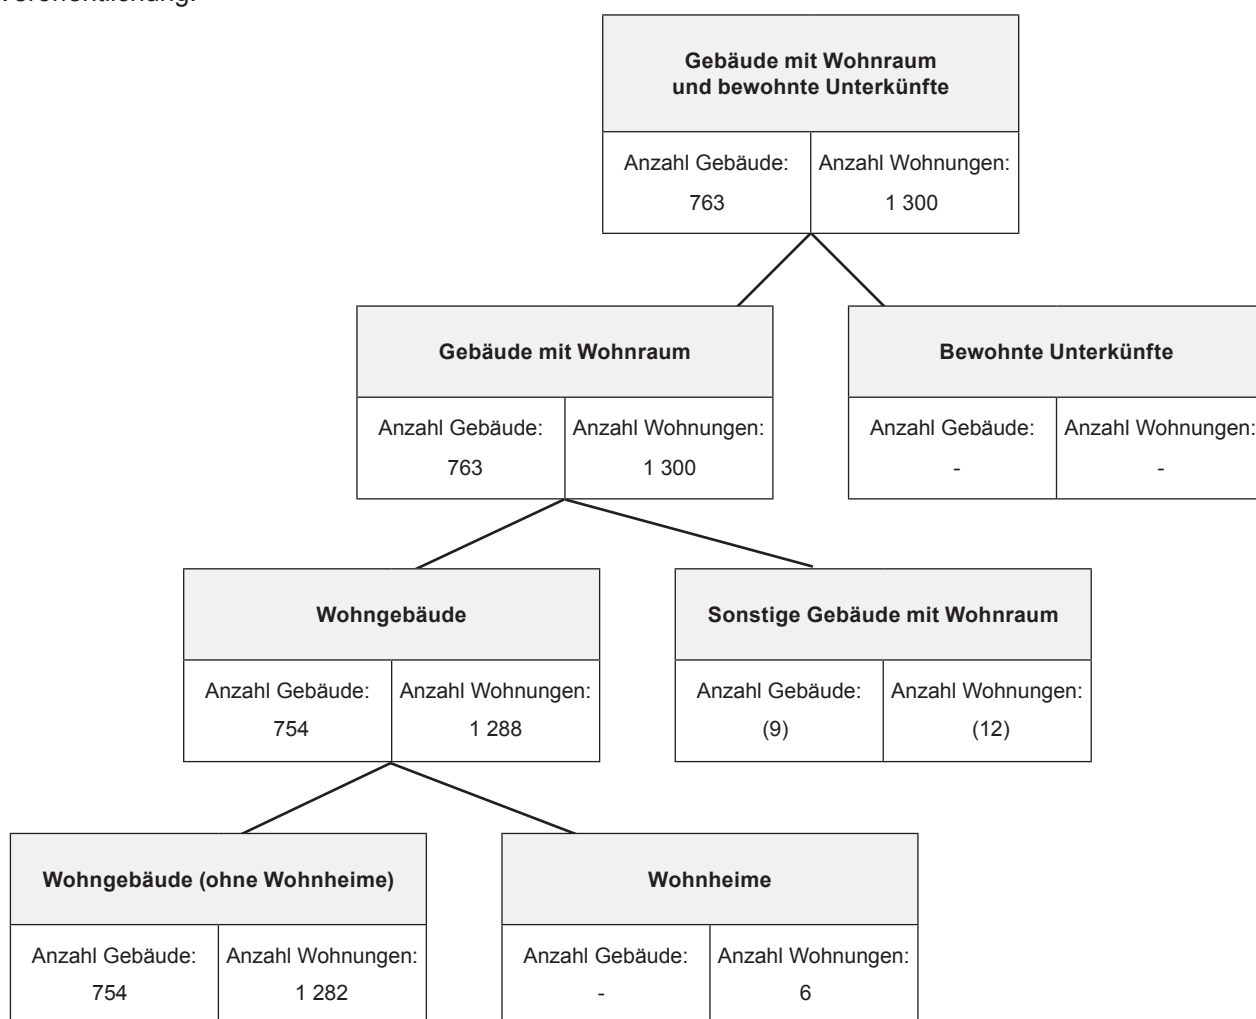 Veröffentlichung.
Gebäude mit Wohnraum
und bewohnte Unterkünfte
Anzahl Gebäude: Anzahl Wohnungen:
763 1 300
Gebäude mit Wohnraum Bewohnte Unterkünfte
Anzahl Gebäude: Anzahl Wohnungen: Anzahl Gebäude: Anzahl Wohnungen:
763 1 300 - -
Wohngebäude Sonstige Gebäude mit Wohnraum
Anzahl Gebäude: Anzahl Wohnungen: Anzahl Gebäude: Anzahl Wohnungen:
754 1 288 (9) (12)
Wohngebäude (ohne Wohnheime) Wohnheime
Anzahl Gebäude: Anzahl Wohnungen: Anzahl Gebäude: Anzahl Wohnungen:
754 1 282 - 6